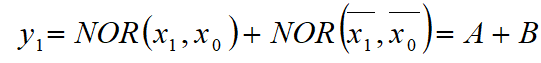 y₁= NOR(x₁, x₀)+ NOR(x̅₁, x̅₀)= A + B